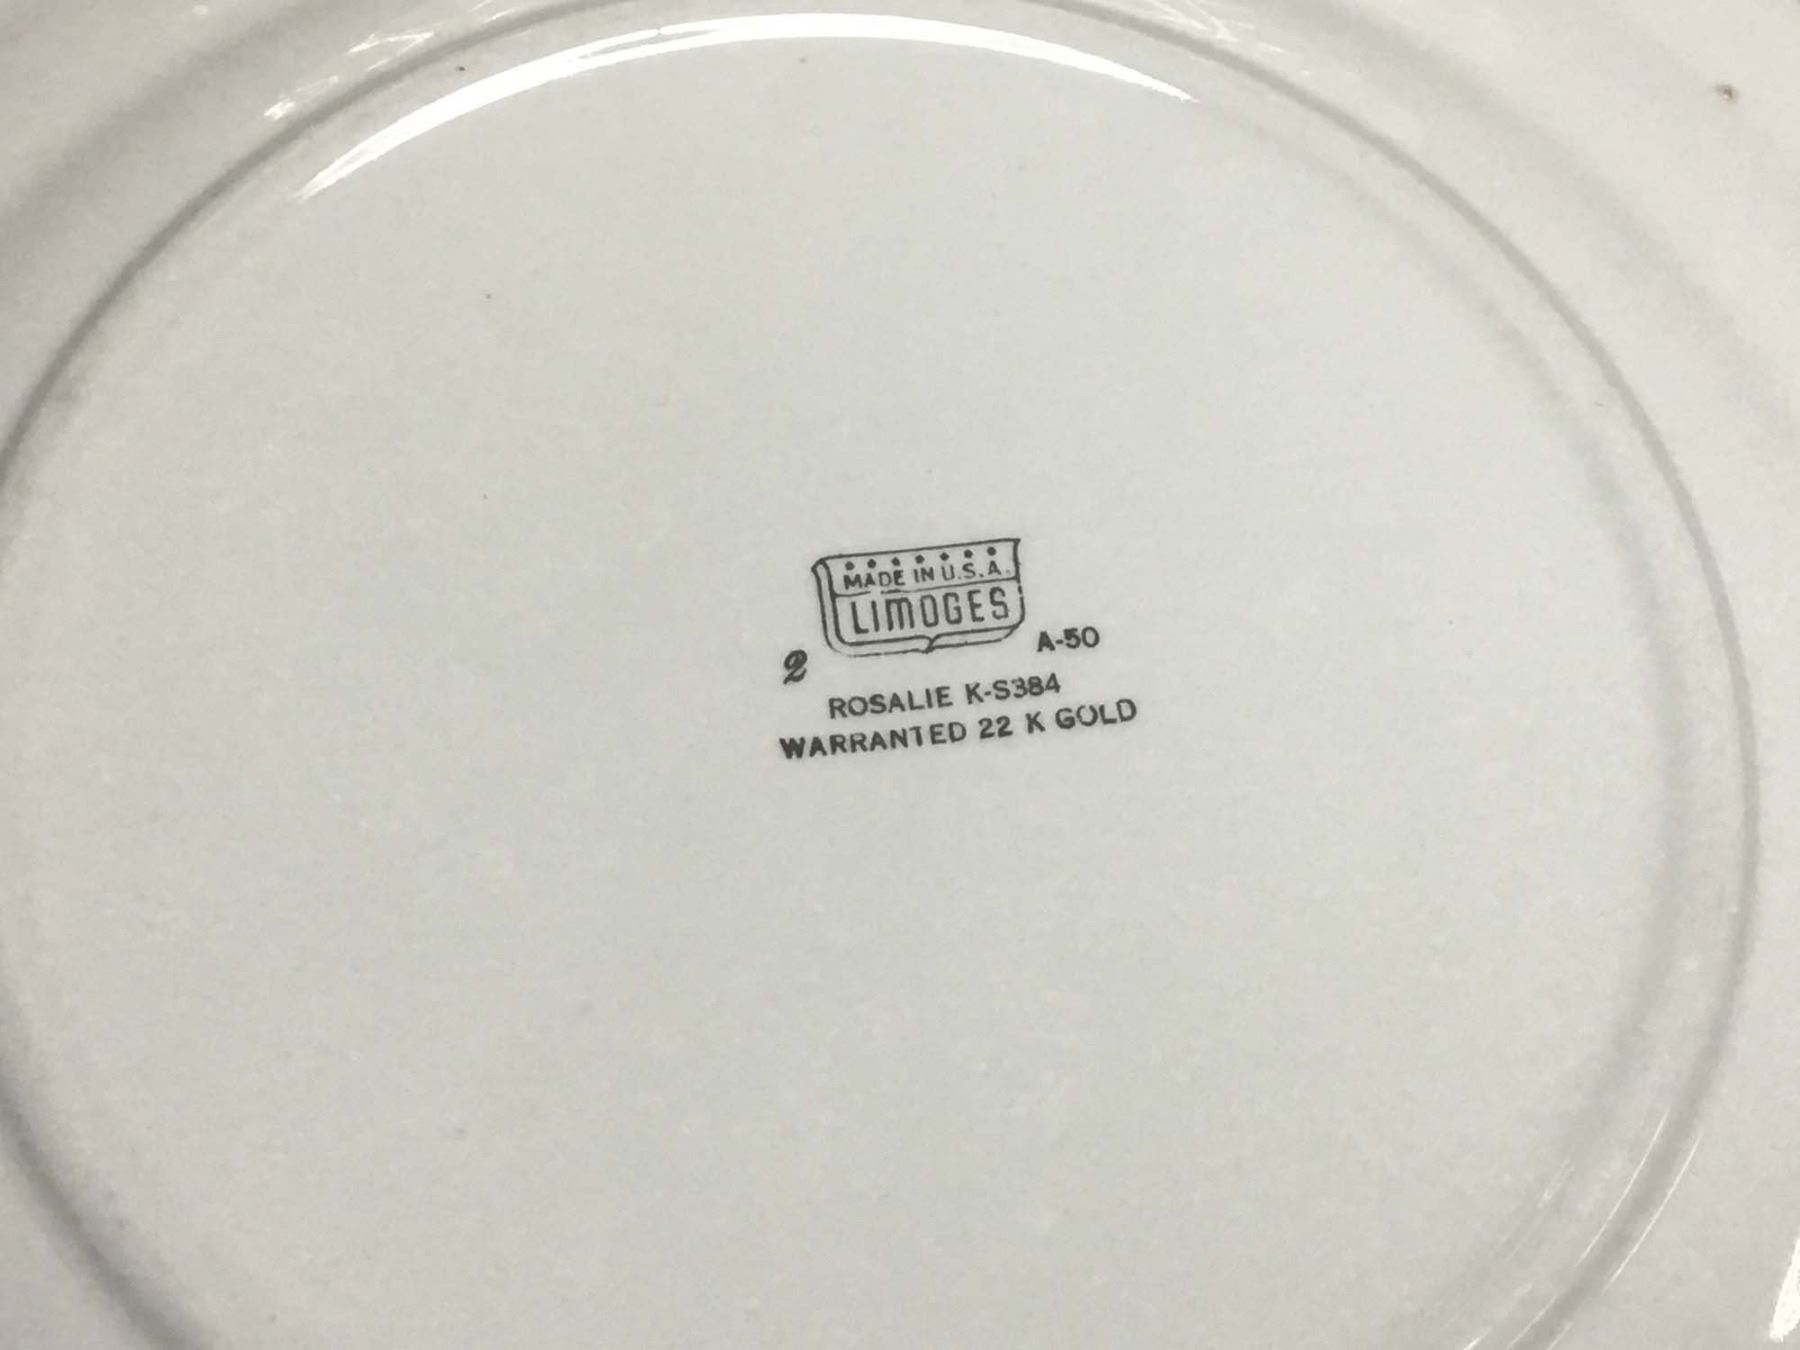 MADE IN U.S.A.
LIMOGES
2 A-50
ROSALIE K-S384
WARRANTED 22 K GOLD